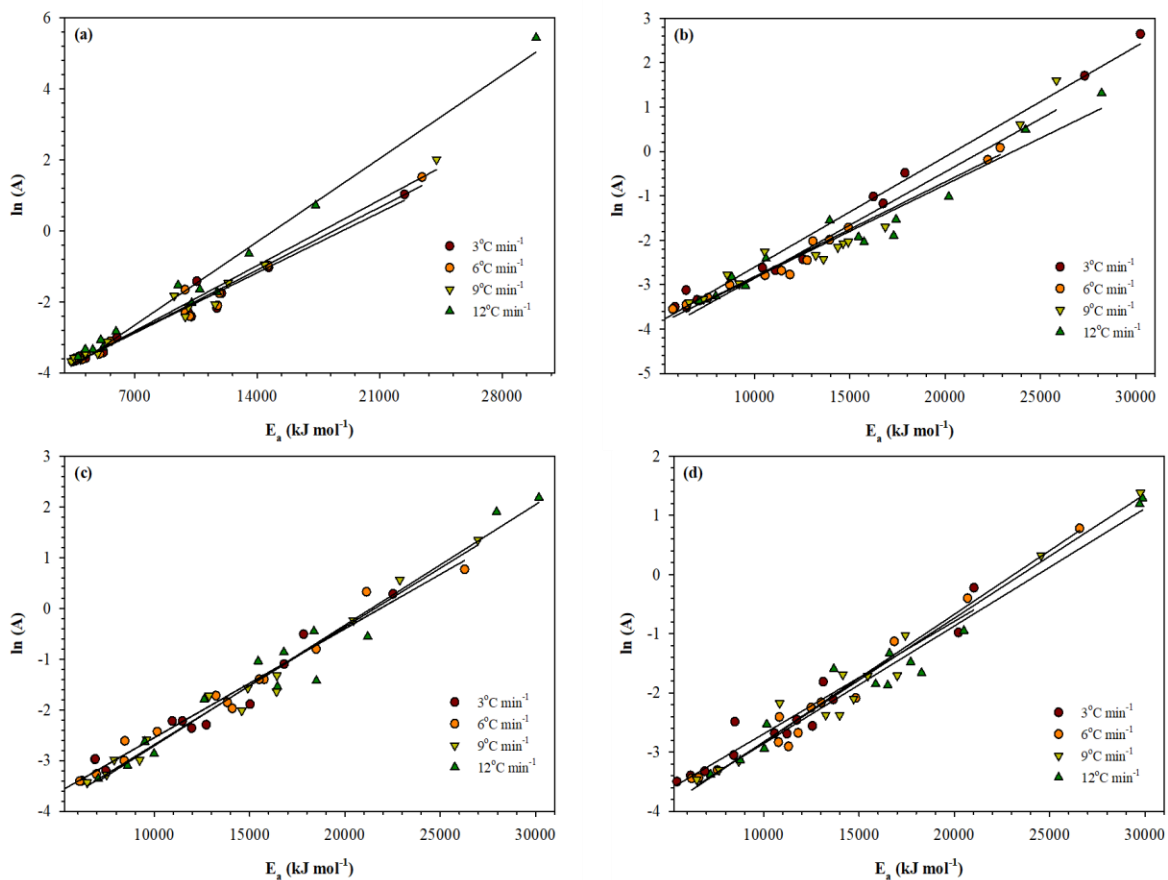 (a)
6
4
2
0
-2
-4
ln (A)
3°C min⁻¹
6°C min⁻¹
9°C min⁻¹
12°C min⁻¹
7000 14000 21000 28000
Eₐ (kJ mol⁻¹)
(b)
3
2
1
0
-1
-2
-3
-4
-5
ln (A)
3°C min⁻¹
6°C min⁻¹
9°C min⁻¹
12°C min⁻¹
10000 15000 20000 25000 30000
Eₐ (kJ mol⁻¹)
(c)
3
2
1
0
-1
-2
-3
-4
ln (A)
3°C min⁻¹
6°C min⁻¹
9°C min⁻¹
12°C min⁻¹
10000 15000 20000 25000 30000
Eₐ (kJ mol⁻¹)
(d)
2
1
0
-1
-2
-3
-4
ln (A)
3°C min⁻¹
6°C min⁻¹
9°C min⁻¹
12°C min⁻¹
10000 15000 20000 25000 30000
Eₐ (kJ mol⁻¹)